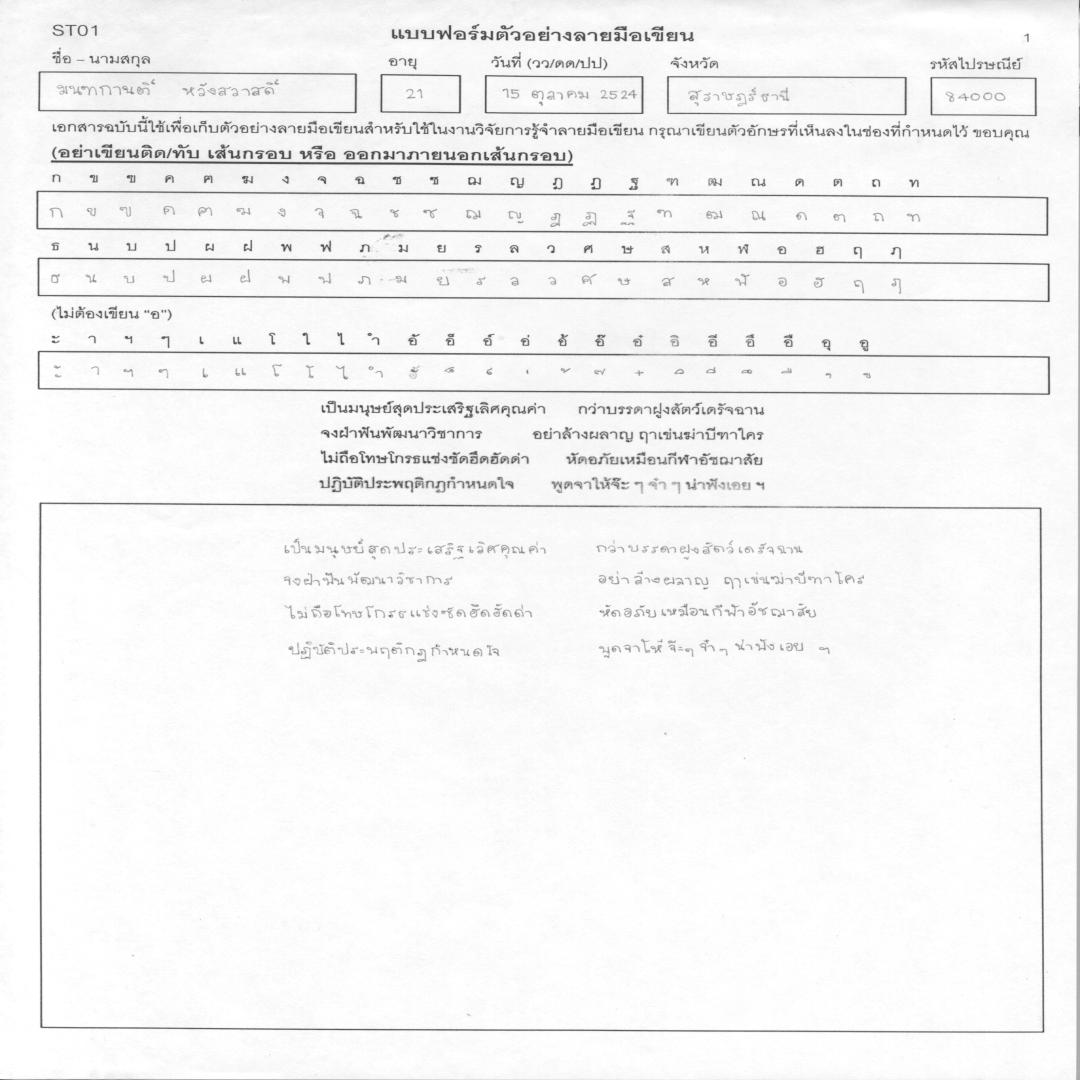 ST01 แบบฟอร์มตัวอย่างลายมือเขียน 1
ชื่อ – นามสกุล อายุ วันที่ (วว/ดด/ปป) จังหวัด รหัสไปรษณีย์
หวังสวาสดิ์ 21 15 ตุลาคม 2524 สุราษฎร์ธานี 84000
เอกสารฉบับนี้ใช้เพื่อเก็บตัวอย่างลายมือเขียนสำหรับใช้ในงานวิจัยการรู้จำลายมือเขียน กรุณาเขียนตัวอักษรที่เห็นลงในช่องที่กำหนดไว้ ขอบคุณ
(อย่าเขียนติด/ทับ เส้นกรอบ หรือ ออกมาภายนอกเส้นกรอบ)
ก ข ฃ ค ฅ ฆ ง จ ฉ ช ซ ฌ ญ ฎ ฏ ฐ ฑ ฒ ณ ด ต ถ ท
ก ข ฃ ค ฅ ฆ ง จ ฉ ช ซ ฌ ญ ฎ ฏ ฐ ฑ ฒ ณ ด ต ถ ท
ธ น บ ป ผ ฝ พ ฟ ภ ม ย ร ล ว ศ ษ ส ห ฬ อ ฮ ฤ ฦ
ธ น บ ป ผ ฝ พ ฟ ภ ม ย ร ล ว ศ ษ ส ห ฬ อ ฮ ฤ ฦ
(ไม่ต้องเขียน “อ”)
ะ า ฯ ๆ เ แ โ ใ ไ ำ อั อ็ อ์ อ่ อ้ อ๊ อ๋ อิ อี อึ อื อุ อู
ะ า ฯ ๆ เ แ โ ใ ไ ำ ั ็ ์ ่ ้ ๊ ๋ ิ ี ึ ื ุ ู
เป็นมนุษย์สุดประเสริฐเลิศคุณค่า กว่าบรรดาฝูงสัตว์เดรัจฉาน
จงฝ่าฟันพัฒนาวิชาการ อย่าล้างผลาญ ฤาเข่นฆ่าบีฑาใคร
ไม่ถือโทษโกรธแช่งซัดฮึดฮัดด่า หัดอภัยเหมือนกีฬาอัชฌาสัย
ปฏิบัติประพฤติกฎกำหนดใจ พูดจาให้จ๊ะ ๆ จ๋า ๆ น่าฟังเอย ฯ
เป็นมนุษย์สุดประเสริฐเลิศคุณค่า กว่าบรรดาฝูงสัตว์เดรัจฉาน
จงฝ่าฟันพัฒนาวิชาการ อย่าล้างผลาญ ฤาเข่นฆ่าบีฑาใคร
ไม่ถือโทษโกรธแช่งซัดฮึดฮัดด่า หัดอภัยเหมือนกีฬาอัชฌาสัย
ปฏิบัติประพฤติกฎกำหนดใจ พูดจาให้จ๊ะๆ จ๋าๆ น่าฟังเอย ฯ